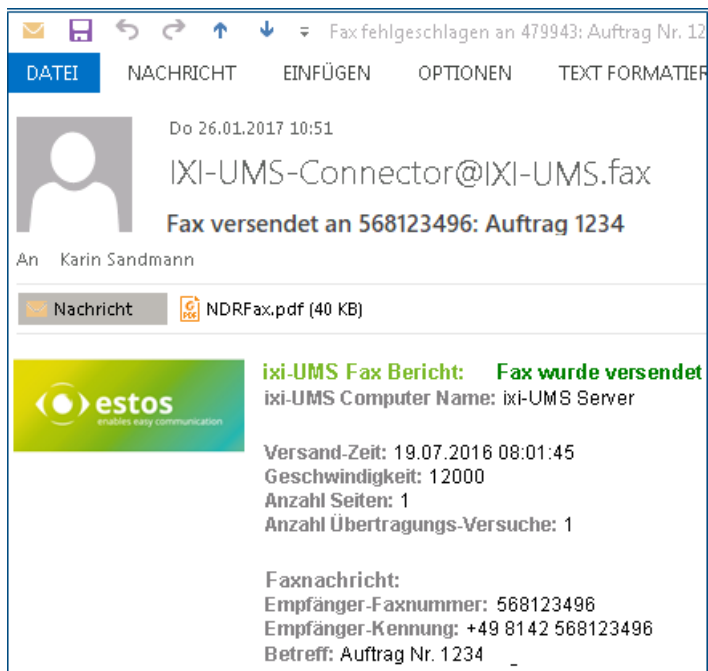 Fax fehlgeschlagen an 479943: Auftrag Nr. 12
DATEI NACHRICHT EINFÜGEN OPTIONEN TEXT FORMATIER
Do 26.01.2017 10:51
IXI-UMS-Connector@IXI-UMS.fax
Fax versendet an 568123496: Auftrag 1234
An Karin Sandmann
Nachricht NDRFax.pdf (40 KB)
estos
enables easy communication
ixi-UMS Fax Bericht: Fax wurde versendet
ixi-UMS Computer Name: ixi-UMS Server
Versand-Zeit: 19.07.2016 08:01:45
Geschwindigkeit: 12000
Anzahl Seiten: 1
Anzahl Übertragungs-Versuche: 1
Faxnachricht:
Empfänger-Faxnummer: 568123496
Empfänger-Kennung: +49 8142 568123496
Betreff: Auftrag Nr. 1234